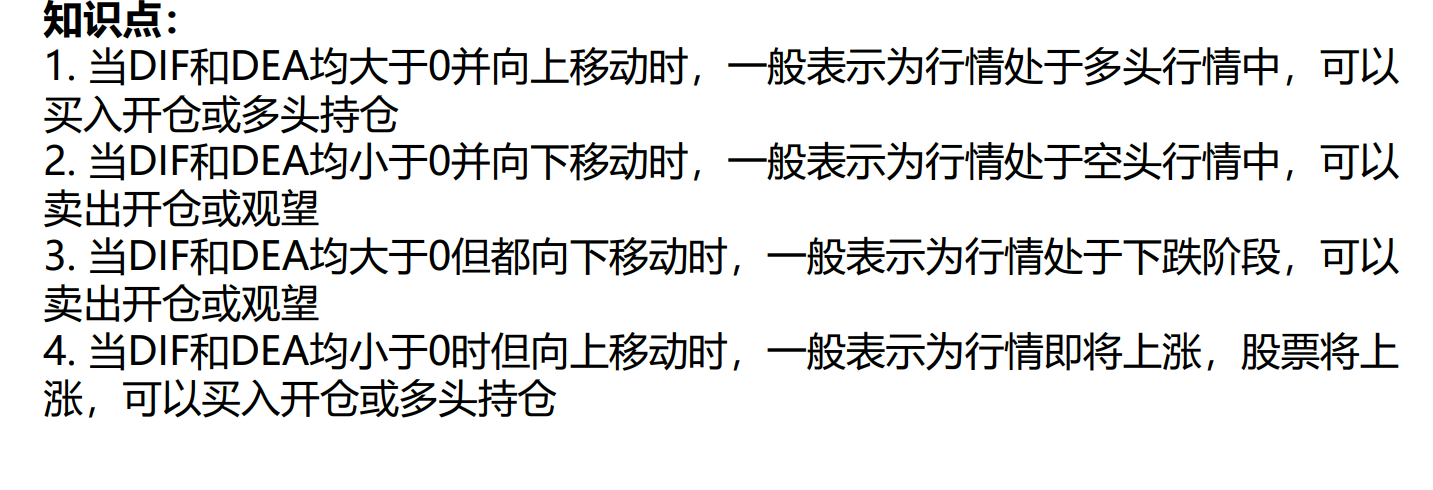 知识点：
1. 当DIF和DEA均大于0并向上移动时，一般表示为行情处于多头行情中，可以
买入开仓或多头持仓
2. 当DIF和DEA均小于0并向下移动时，一般表示为行情处于空头行情中，可以
卖出开仓或观望
3. 当DIF和DEA均大于0但都向下移动时，一般表示为行情处于下跌阶段，可以
卖出开仓或观望
4. 当DIF和DEA均小于0时但向上移动时，一般表示为行情即将上涨，股票将上
涨，可以买入开仓或多头持仓